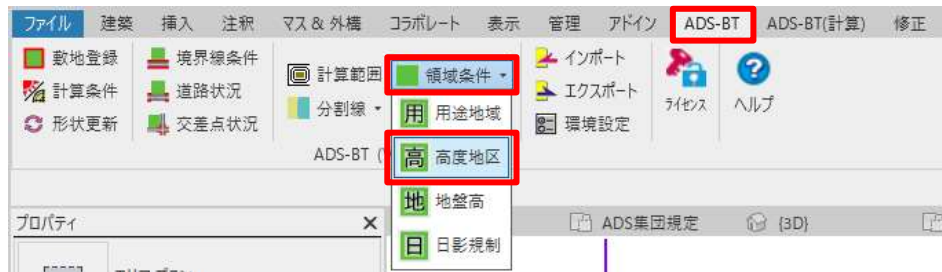 ファイル 建築 挿入 注釈 マス & 外構 コラボレート 表示 管理 アドイン ADS-BT ADS-BT(計算) 修正
敷地登録 境界線条件 計算範囲 領域条件 インポート
計算条件 道路状況 分割線 用 用途地域 エクスポート ライセンス ヘルプ
形状更新 交差点状況 高 高度地区 環境設定
ADS-BT
地 地盤高
プロパティ × ADS集団規定 {3D}
日 日影規制